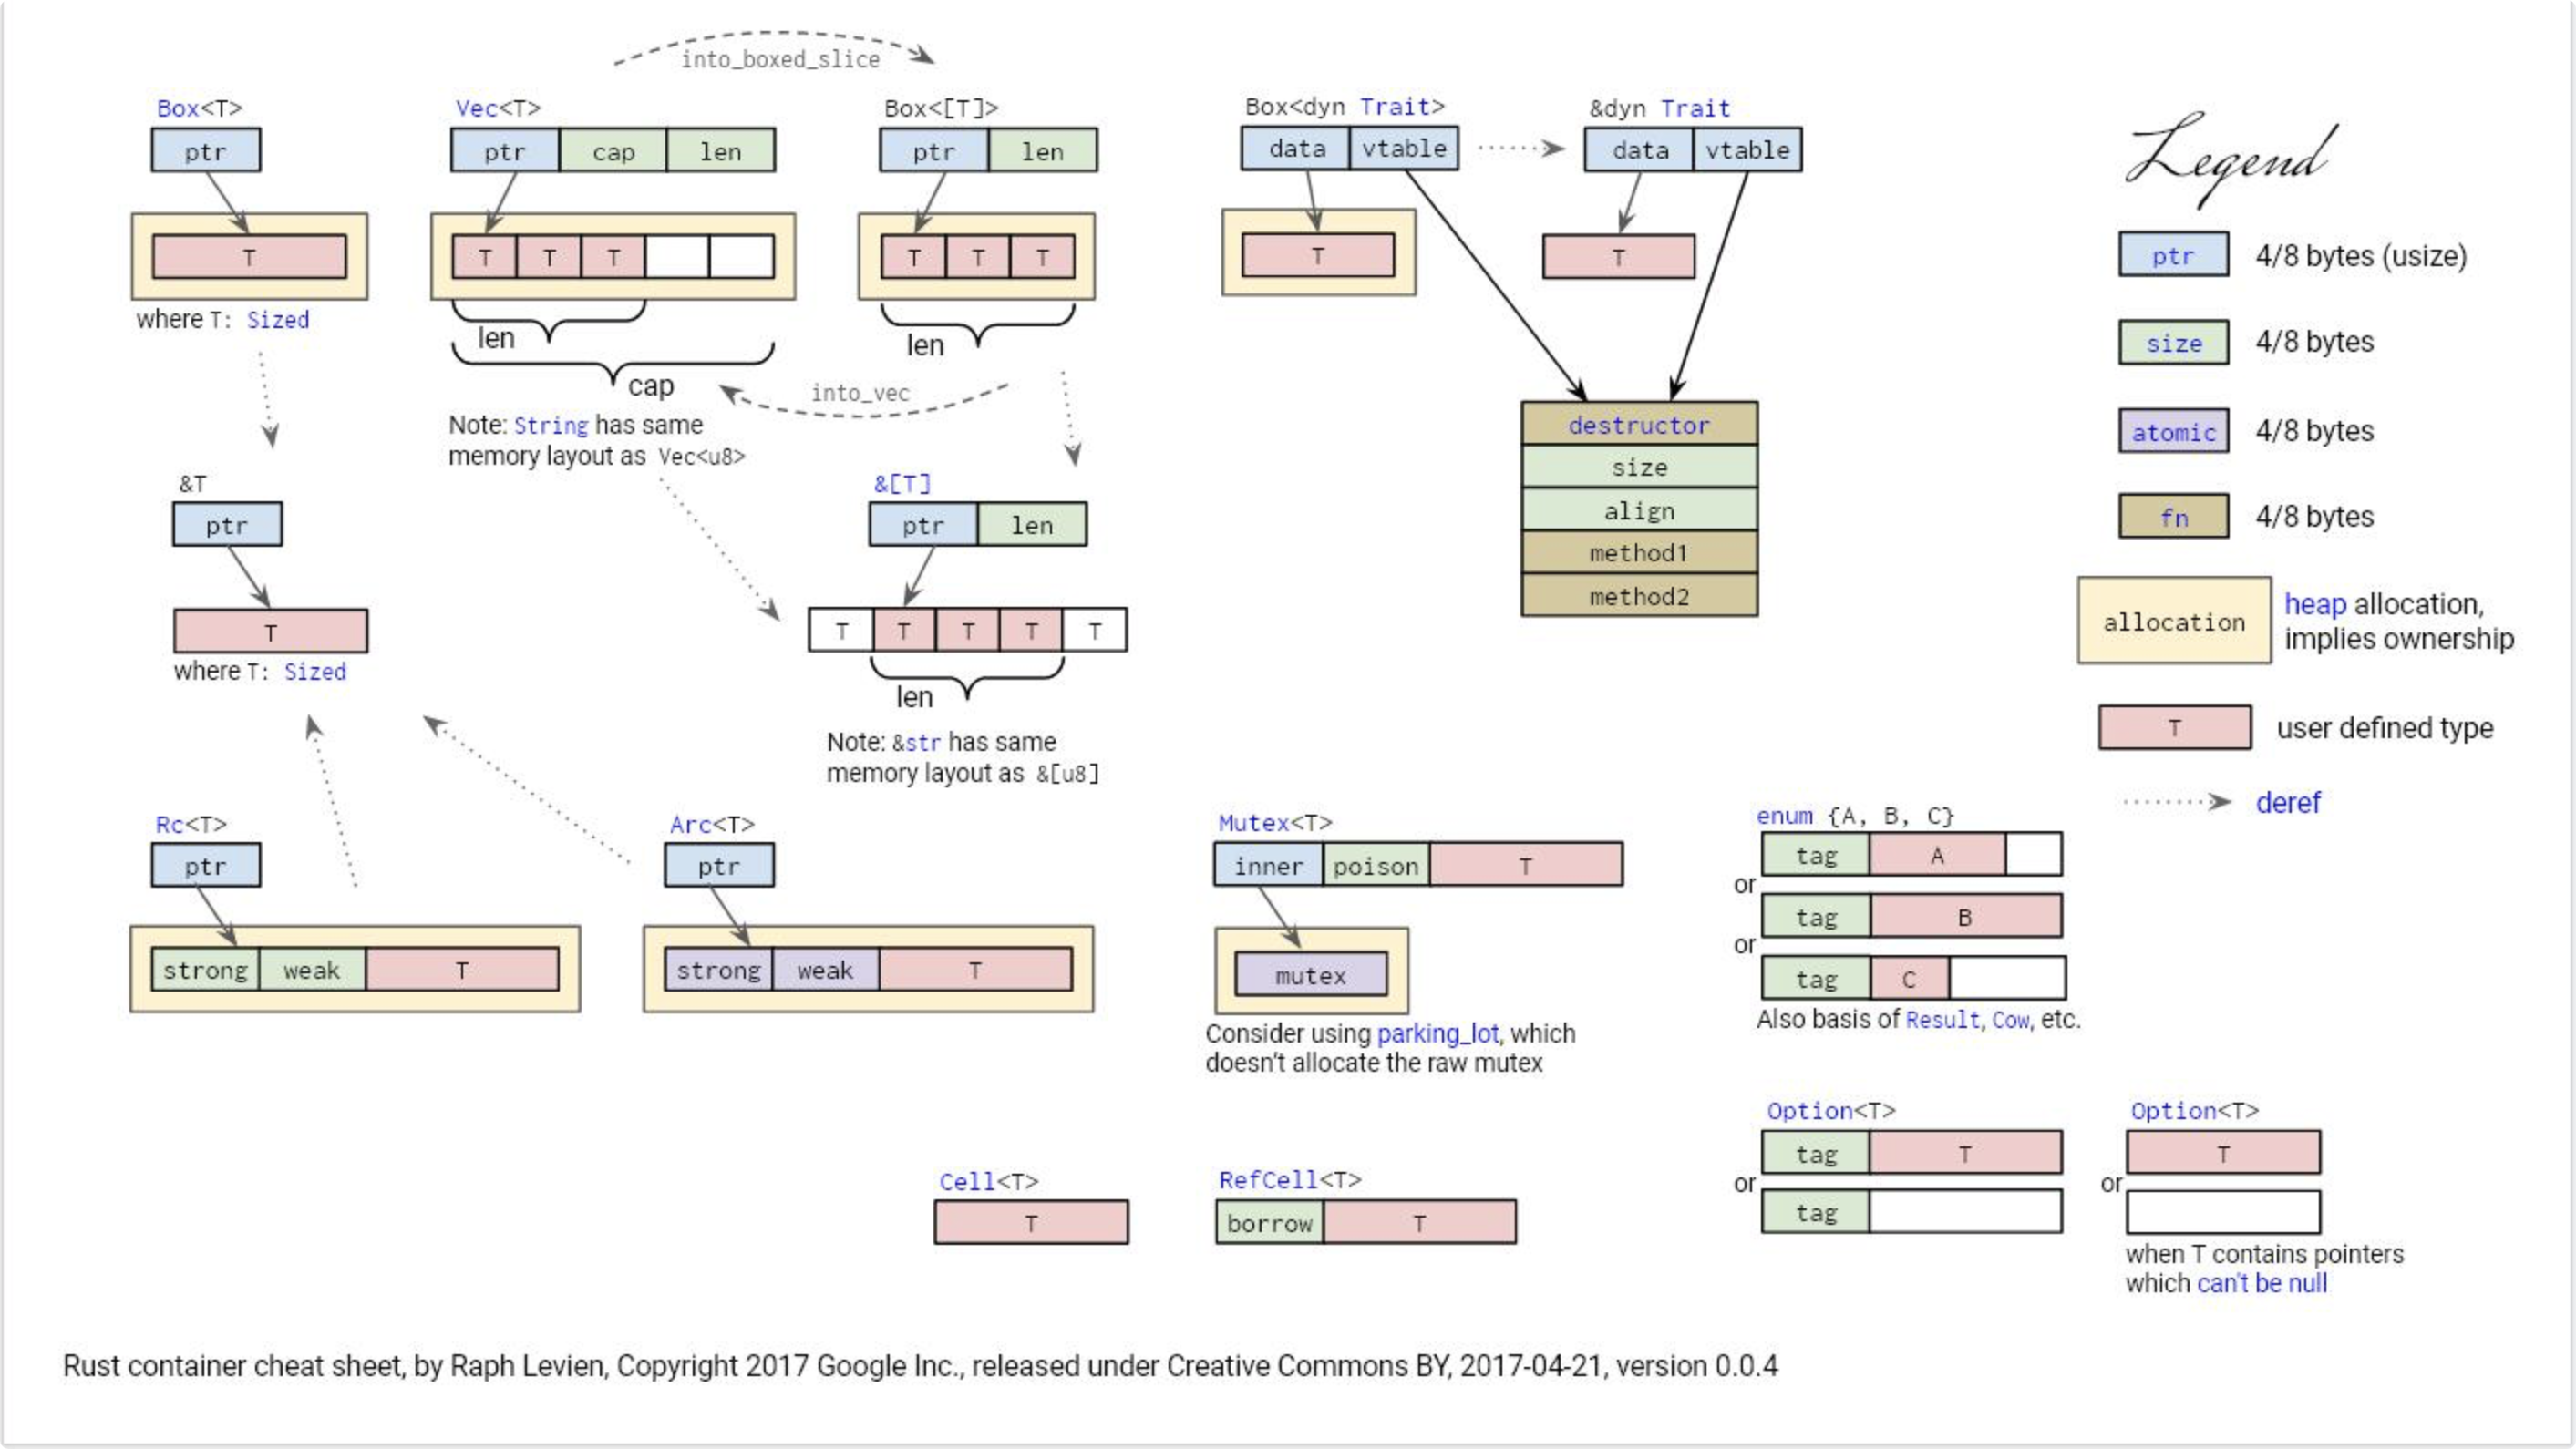 into_boxed_slice
Box<T>
ptr
T
where T: Sized
Vec<T>
ptr cap len
T T T
len
cap
Note: String has same
memory layout as Vec<u8>
Box<[T]>
ptr len
T T T
len
into_vec
&T
ptr
T
where T: Sized
&[T]
ptr len
T T T T T
len
Note: &str has same
memory layout as &[u8]
Box<dyn Trait>
data vtable
T
&dyn Trait
data vtable
T
destructor
size
align
method1
method2
Legend
ptr 4/8 bytes (usize)
size 4/8 bytes
atomic 4/8 bytes
fn 4/8 bytes
allocation
heap allocation,
implies ownership
T user defined type
deref
Rc<T>
ptr
strong weak T
Arc<T>
ptr
strong weak T
Mutex<T>
inner poison T
mutex
Consider using parking_lot, which
doesn't allocate the raw mutex
enum {A, B, C}
tag A
or
tag B
or
tag C
Also basis of Result, Cow, etc.
Cell<T>
T
RefCell<T>
borrow T
Option<T>
tag T
or
tag
Option<T>
T
or
when T contains pointers
which can't be null
Rust container cheat sheet, by Raph Levien, Copyright 2017 Google Inc., released under Creative Commons BY, 2017-04-21, version 0.0.4